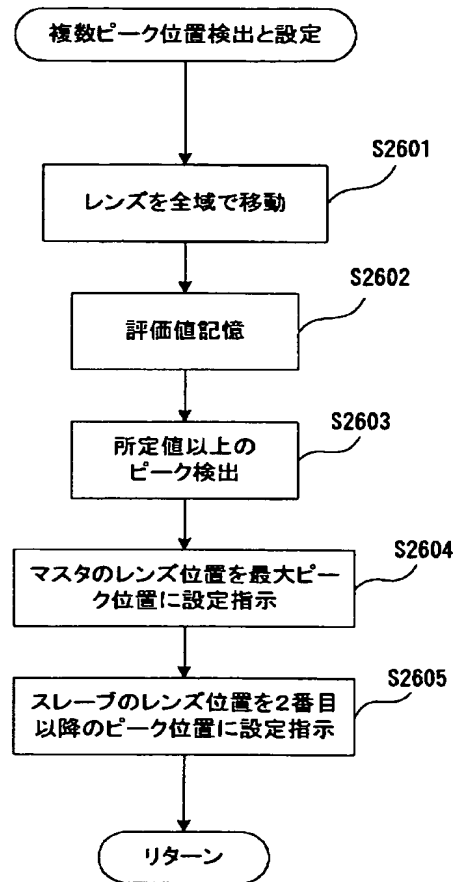 複数ピーク位置検出と設定
S2601
レンズを全域で移動
S2602
評価値記憶
S2603
所定値以上の
ピーク検出
S2604
マスタのレンズ位置を最大ピー
ク位置に設定指示
S2605
スレーブのレンズ位置を2番目
以降のピーク位置に設定指示
リターン